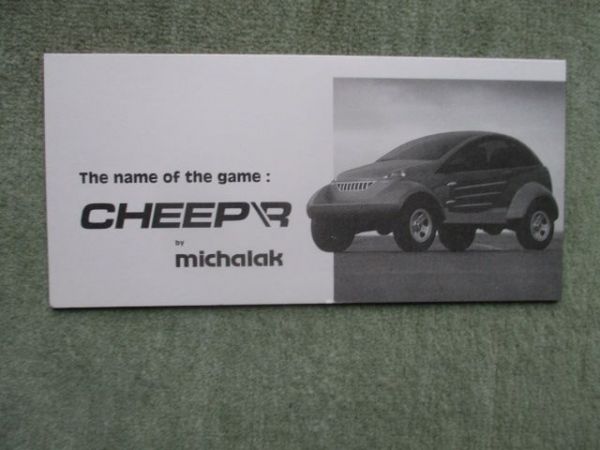 The name of the game :
CHEEP\R
by
michalak